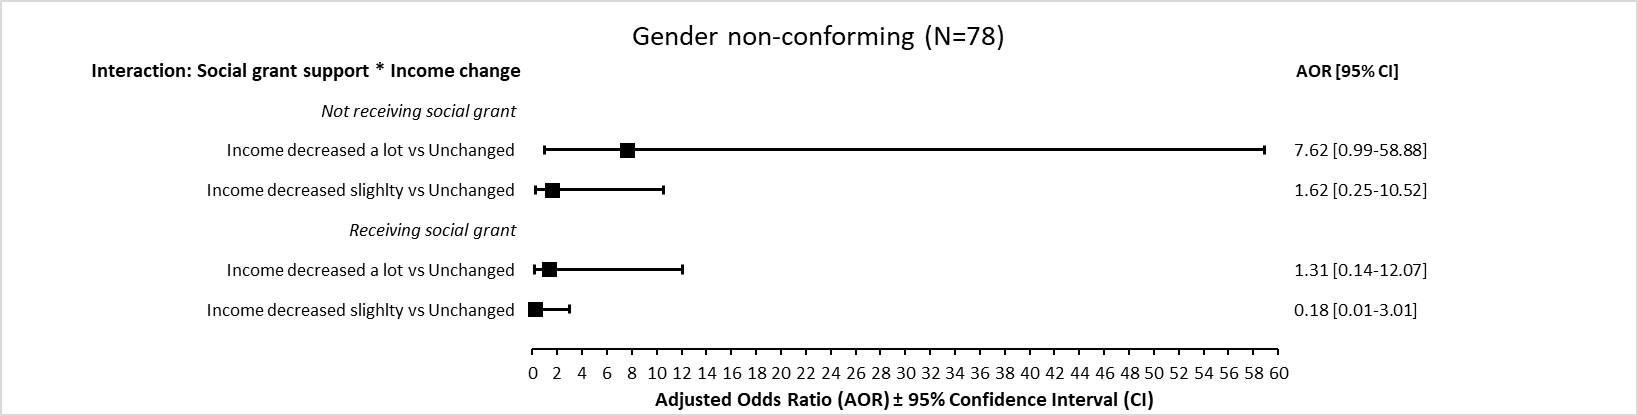 Gender non-conforming (N=78)
Interaction: Social grant support * Income change AOR [95% CI]
Not receiving social grant
Income decreased a lot vs Unchanged 7.62 [0.99-58.88]
Income decreased slighlty vs Unchanged 1.62 [0.25-10.52]
Receiving social grant
Income decreased a lot vs Unchanged 1.31 [0.14-12.07]
Income decreased slighlty vs Unchanged 0.18 [0.01-3.01]
0 2 4 6 8 10 12 14 16 18 20 22 24 26 28 30 32 34 36 38 40 42 44 46 48 50 52 54 56 58 60
Adjusted Odds Ratio (AOR) ± 95% Confidence Interval (CI)